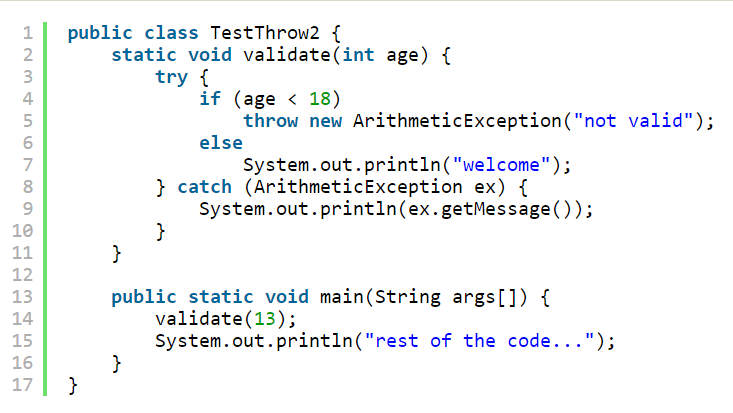 1 public class TestThrow2 {
2     static void validate(int age) {
3         try {
4             if (age < 18)
5                 throw new ArithmeticException("not valid");
6             else
7                 System.out.println("welcome");
8         } catch (ArithmeticException ex) {
9             System.out.println(ex.getMessage());
10         }
11     }
12
13     public static void main(String args[]) {
14         validate(13);
15         System.out.println("rest of the code...");
16     }
17 }